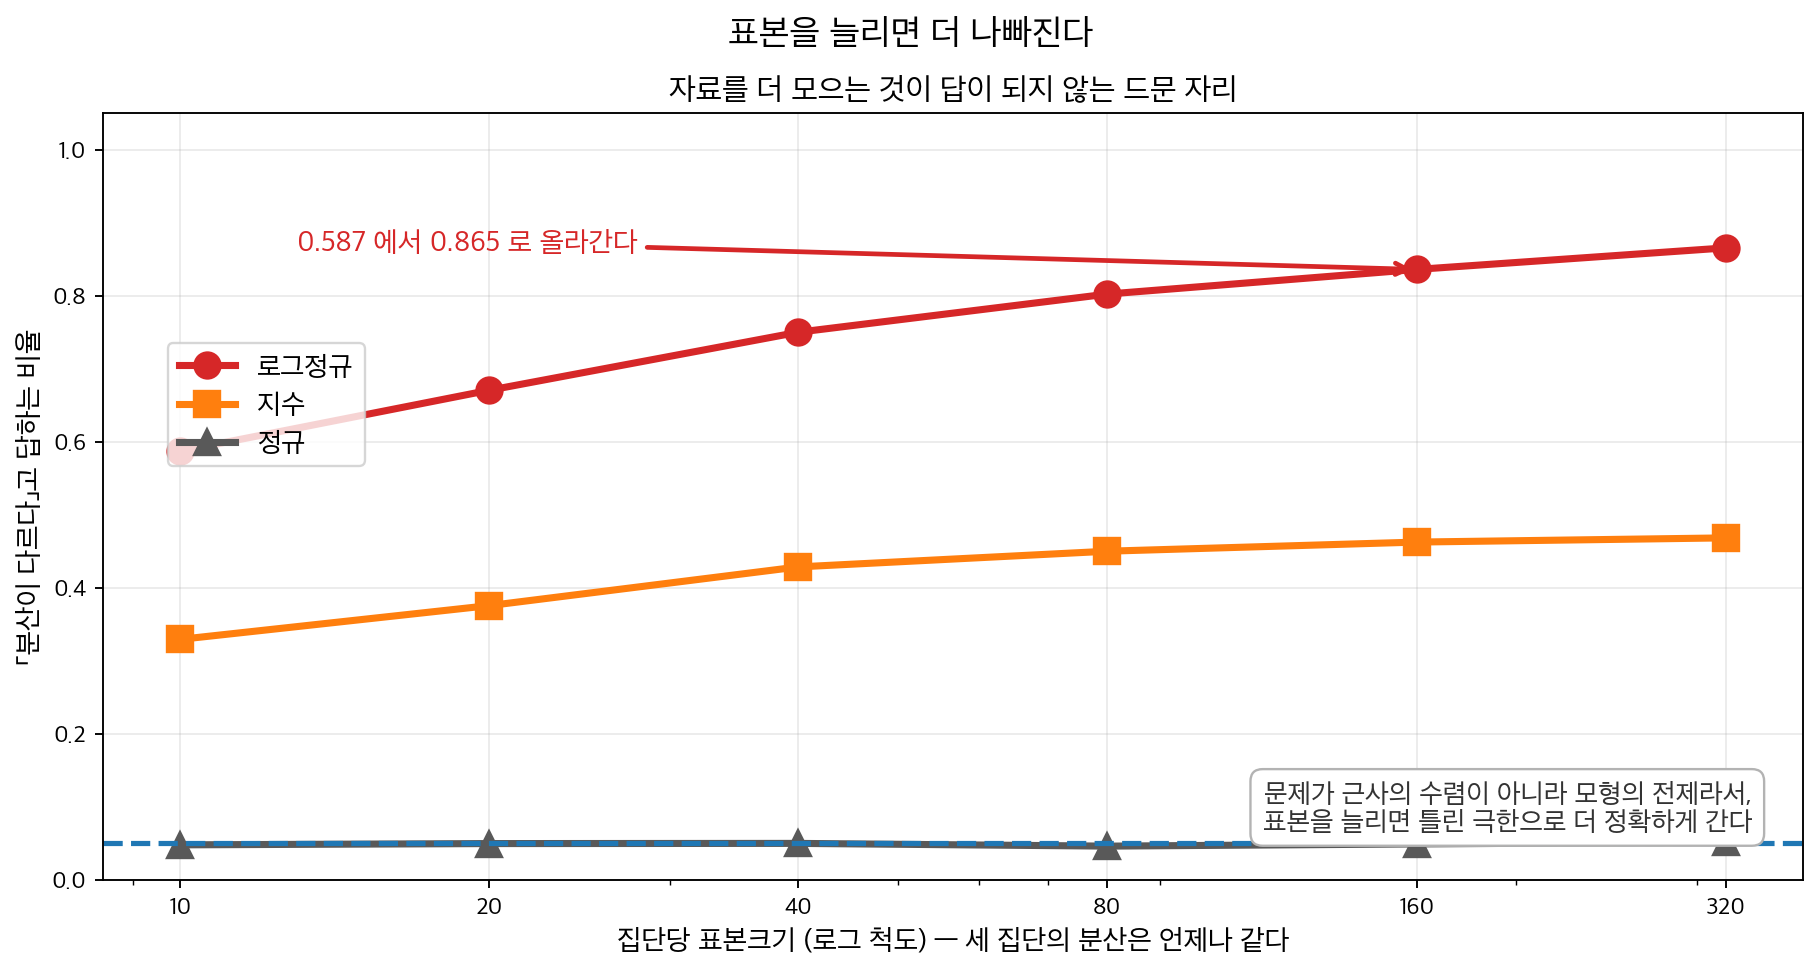 표본을 늘리면 더 나빠진다
자료를 더 모으는 것이 답이 되지 않는 드문 자리
「분산이 다르다」고 답하는 비율
1.0
0.8
0.6
0.4
0.2
0.0
0.587 에서 0.865 로 올라간다
로그정규
지수
정규
문제가 근사의 수렴이 아니라 모형의 전제라서,
표본을 늘리면 틀린 극한으로 더 정확하게 간다
10 20 40 80 160 320
집단당 표본크기 (로그 척도) — 세 집단의 분산은 언제나 같다